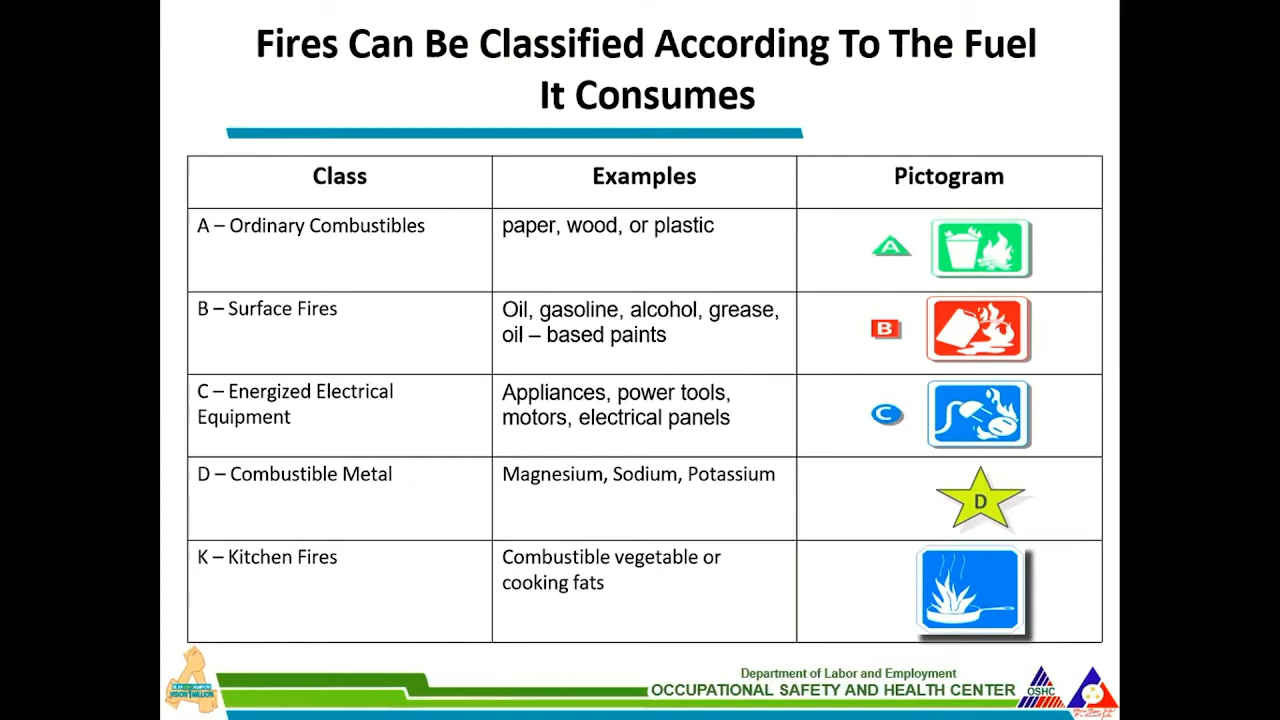 Fires Can Be Classified According To The Fuel
It Consumes
Class
Examples
Pictogram
A – Ordinary Combustibles
paper, wood, or plastic
A
B – Surface Fires
Oil, gasoline, alcohol, grease,
oil – based paints
B
C – Energized Electrical
Equipment
Appliances, power tools,
motors, electrical panels
C
D – Combustible Metal
Magnesium, Sodium, Potassium
D
K – Kitchen Fires
Combustible vegetable or
cooking fats
Department of Labor and Employment
OCCUPATIONAL SAFETY AND HEALTH CENTER
OSHC